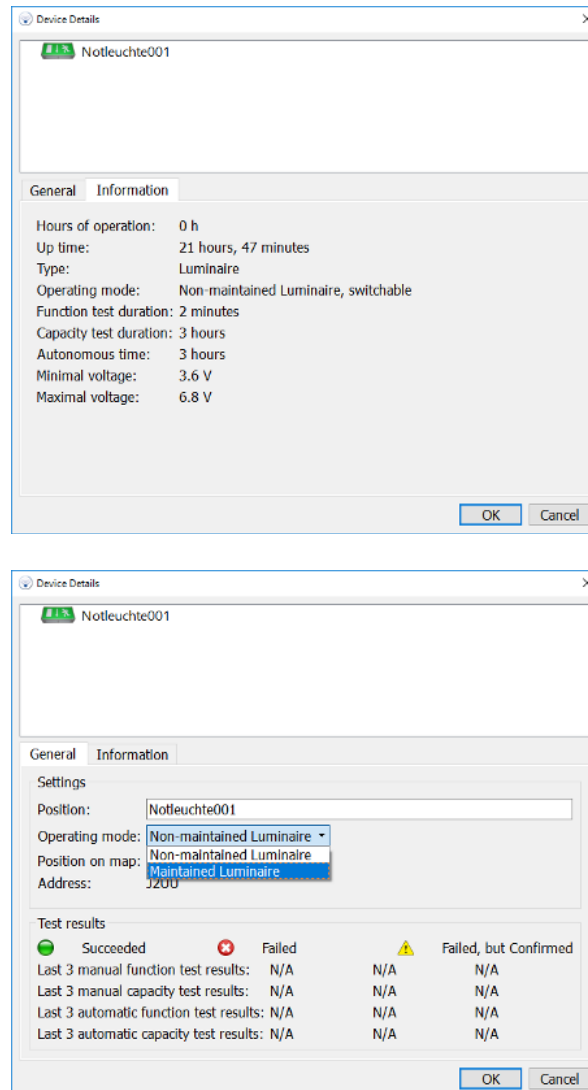 Device Details
Notleuchte001
General Information
Hours of operation: 0 h
Up time: 21 hours, 47 minutes
Type: Luminaire
Operating mode: Non-maintained Luminaire, switchable
Function test duration: 2 minutes
Capacity test duration: 3 hours
Autonomous time: 3 hours
Minimal voltage: 3.6 V
Maximal voltage: 6.8 V
OK Cancel
Device Details
Notleuchte001
General Information
Settings
Position: Notleuchte001
Operating mode: Non-maintained Luminaire
Non-maintained Luminaire
Position on map:
Maintained Luminaire
Address: J200
Test results
Succeeded Failed Failed, but Confirmed
Last 3 manual function test results: N/A N/A N/A
Last 3 manual capacity test results: N/A N/A N/A
Last 3 automatic function test results: N/A N/A N/A
Last 3 automatic capacity test results: N/A N/A N/A
OK Cancel